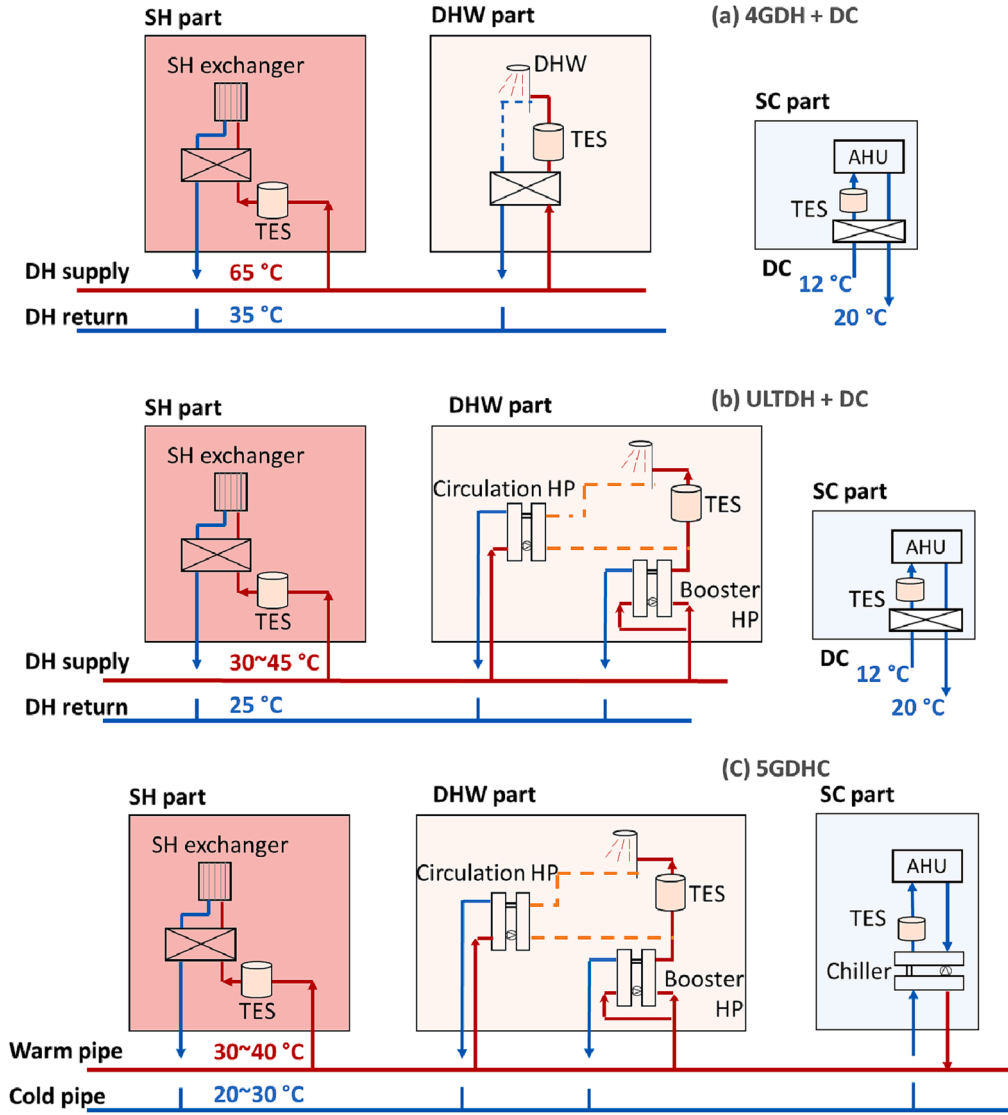 SH part
DHW part
(a) 4GDH + DC
SH exchanger
DHW
TES
TES
SC part
AHU
TES
DC
12 °C
20 °C
DH supply
65 °C
DH return
35 °C
SH part
DHW part
(b) ULTDH + DC
SH exchanger
Circulation HP
TES
TES
Booster
HP
SC part
AHU
TES
DC
12 °C
20 °C
DH supply
30~45 °C
DH return
25 °C
(C) 5GDHC
SH part
DHW part
SC part
SH exchanger
Circulation HP
TES
TES
Booster
HP
AHU
TES
Chiller
Warm pipe
30~40 °C
Cold pipe
20~30 °C